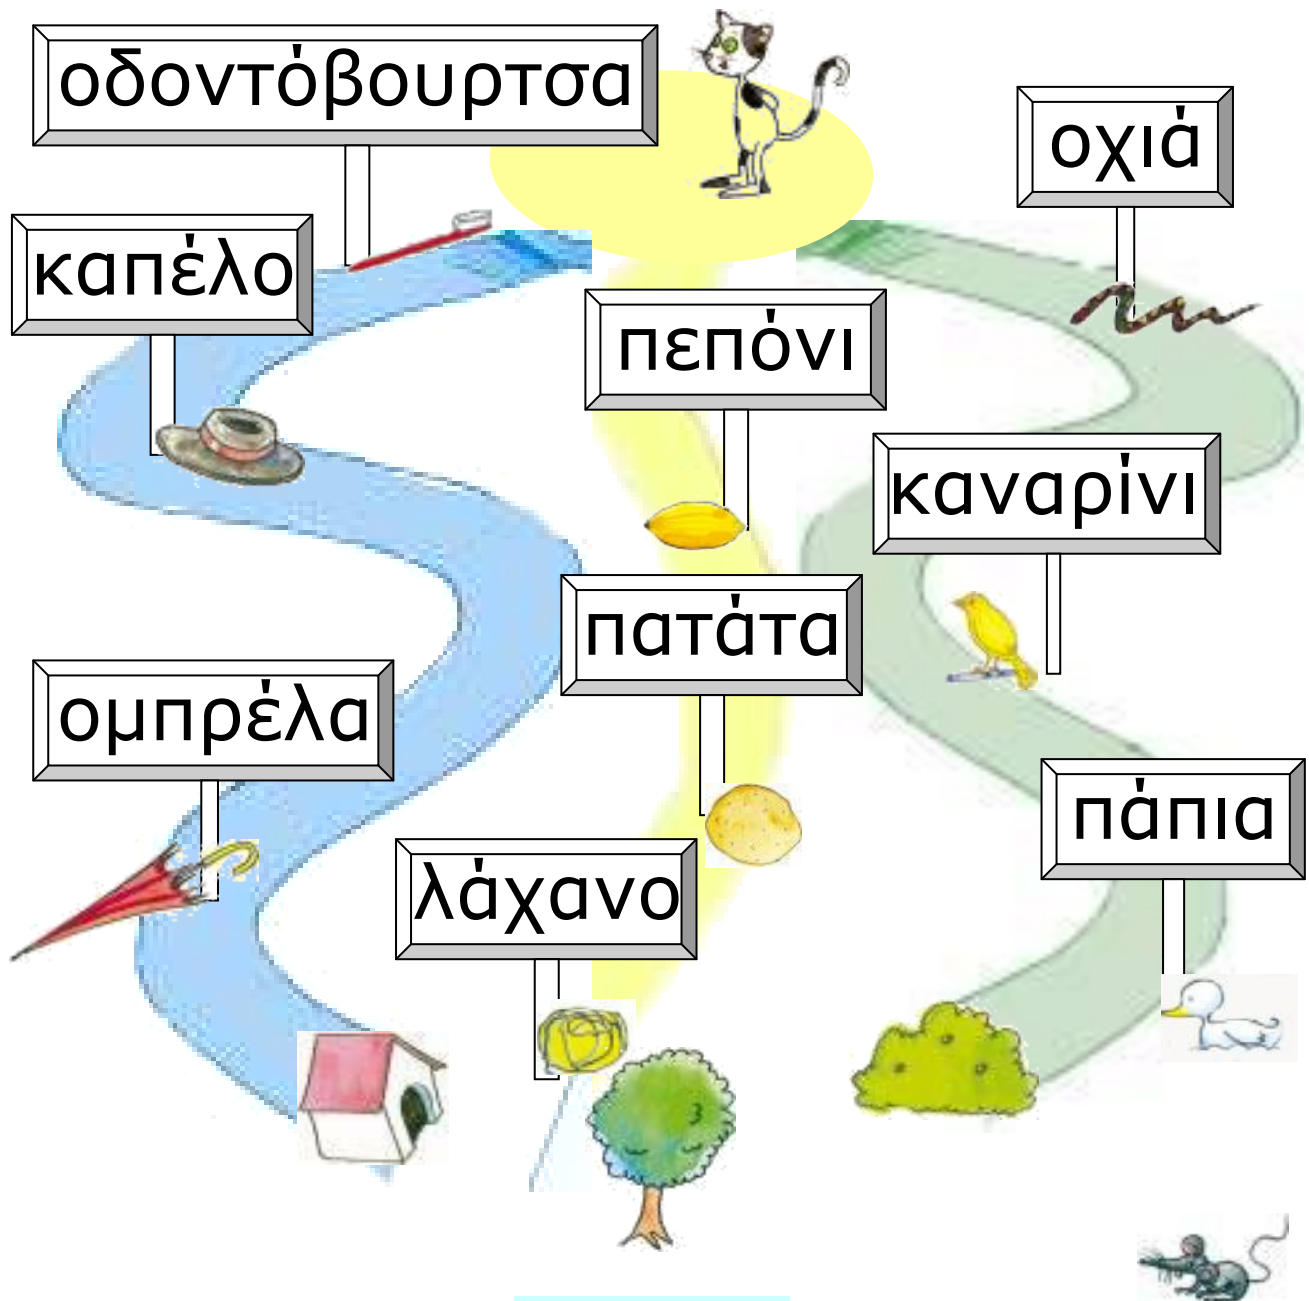 οδοντόβουρτσα
οχιά
καπέλο
πεπόνι
καναρίνι
πατάτα
ομπρέλα
πάπια
λάχανο